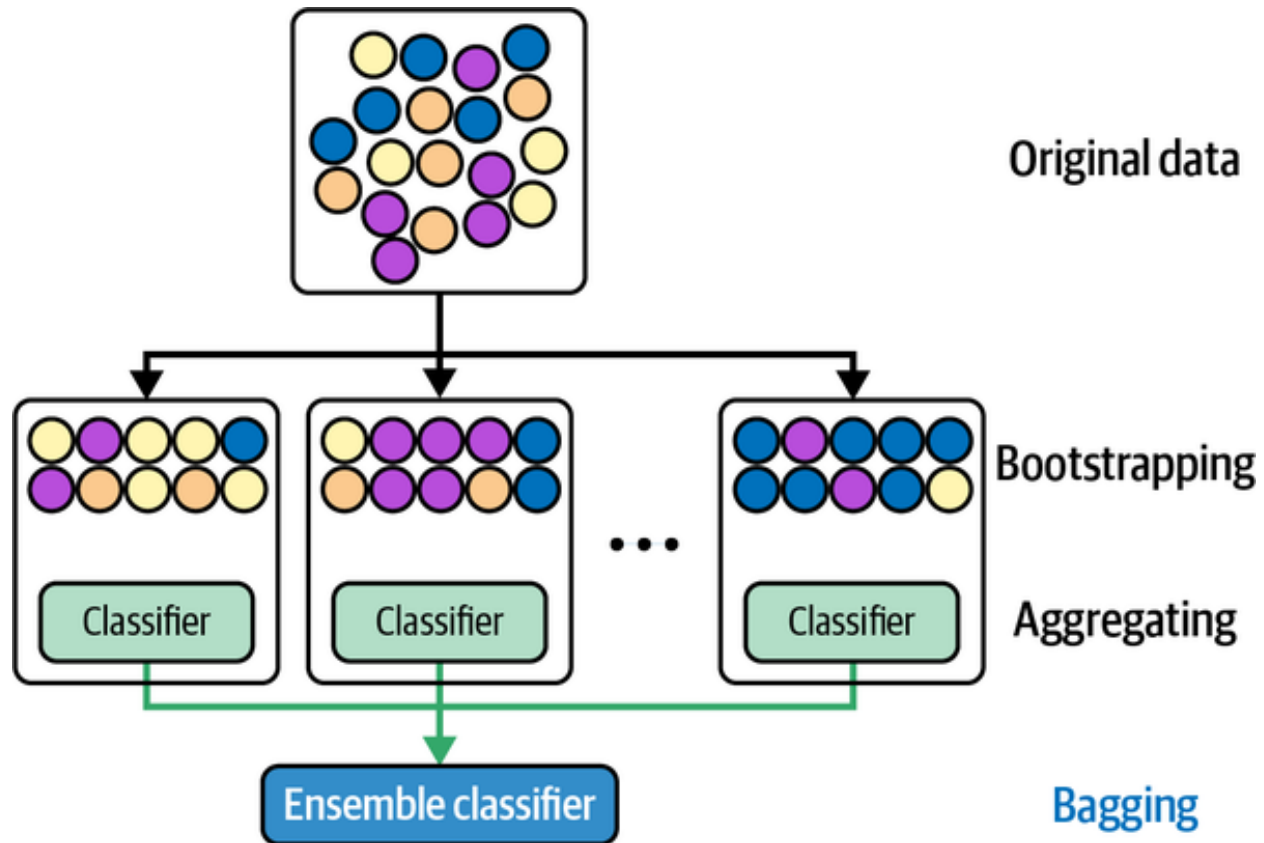 Original data
Bootstrapping
...
Classifier
Classifier
Classifier
Aggregating
Ensemble classifier
Bagging